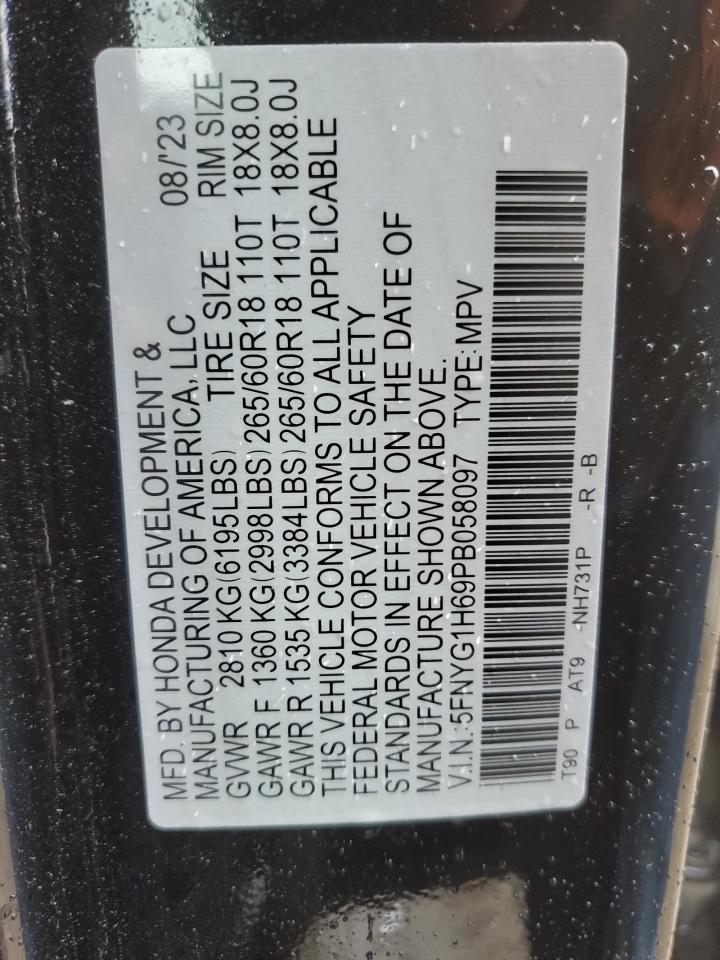 MFD. BY HONDA DEVELOPMENT &
MANUFACTURING OF AMERICA, LLC 08/'23
GVWR 2810 KG(6195LBS) TIRE SIZE RIM SIZE
GAWR F 1360 KG(2998LBS) 265/60R18 110T 18X8.0J
GAWR R 1535 KG(3384LBS) 265/60R18 110T 18X8.0J
THIS VEHICLE CONFORMS TO ALL APPLICABLE
FEDERAL MOTOR VEHICLE SAFETY
STANDARDS IN EFFECT ON THE DATE OF
MANUFACTURE SHOWN ABOVE.
V.I.N.:5FNYG1H69PB058097 TYPE:MPV
T90 P AT9 -NH731P -R -B